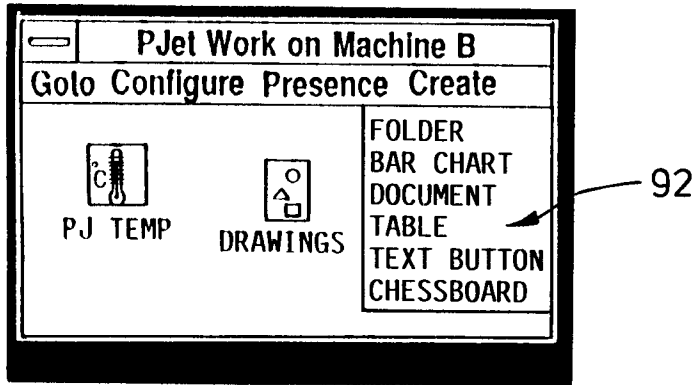 PJet Work on Machine B
Goto Configure Presence Create
FOLDER
BAR CHART
DOCUMENT
TABLE
TEXT BUTTON
CHESSBOARD
°C
PJ TEMP
DRAWINGS
92